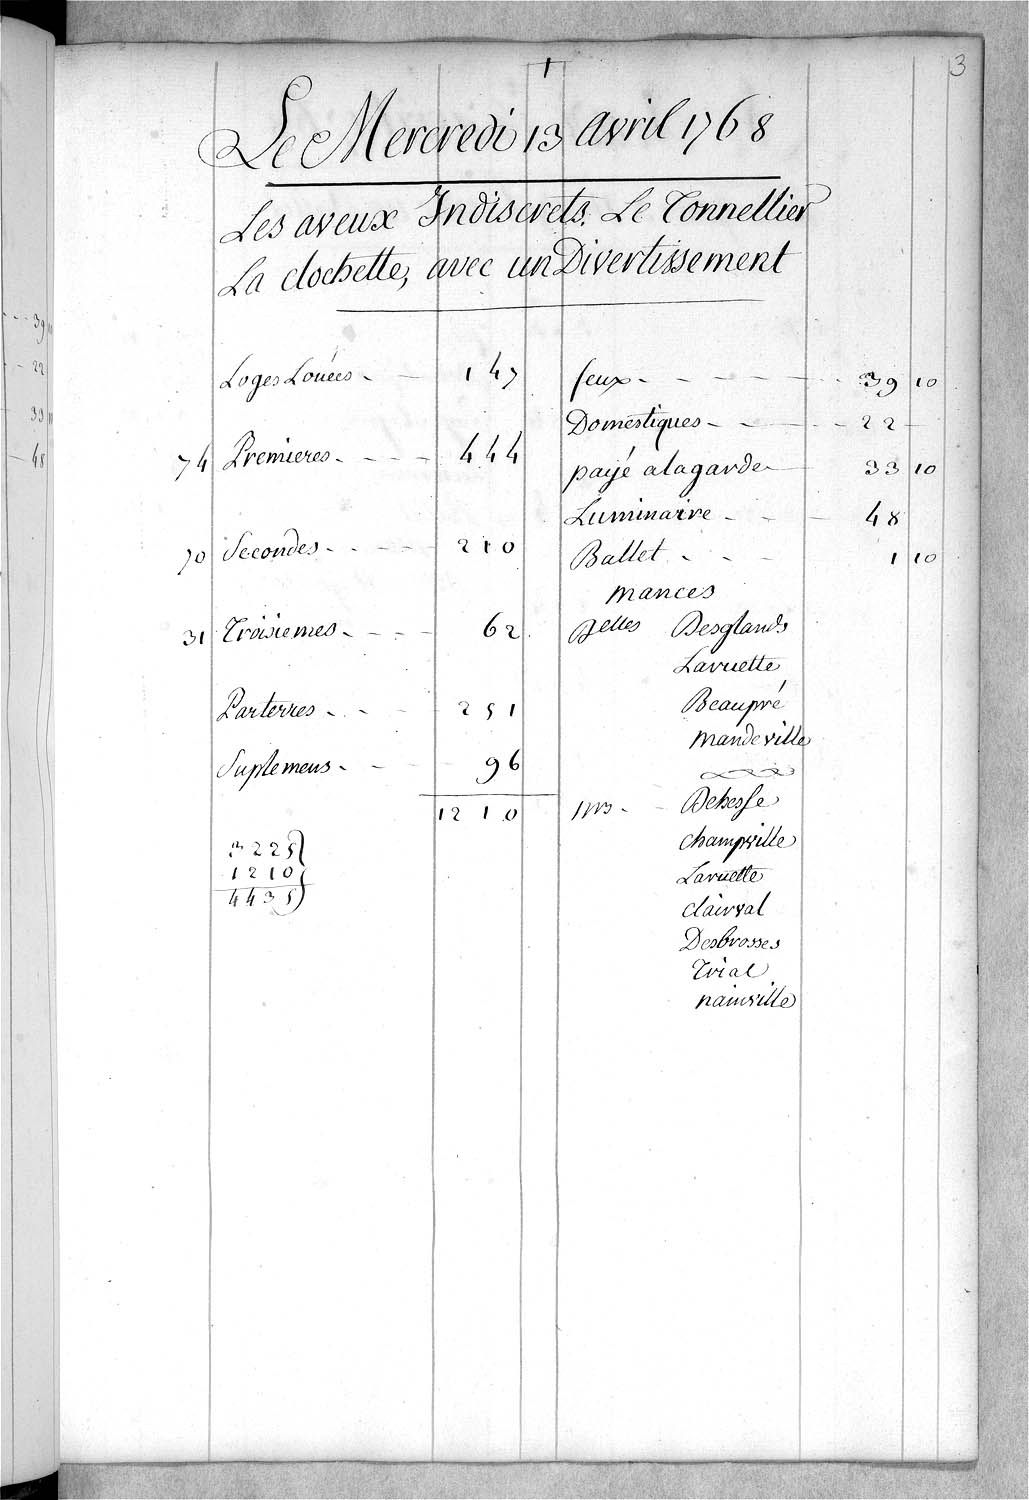 3
1
Le Mercredi 13 avril 1768
Les aveux Indiscrets. Le Tonnellier
La clochette, avec un Divertissement
Loges Louées - 147
74 Premieres - - - - 444
70 Secondes - - - - 210
31 Troisiemes - - - - 62
Parterres - - - 251
Suplemens - - 96
1210
3225
1210
4435
feux - - - - - - 39 10
Domestiques - - - - - 22 -
payé a la garde 33 10
Luminaire - - - 48
Ballet - - - 1 10
mances
Delles Desglands
Laruette
Beaupré
mandeville
Mrs - Dehesse
champville
Laruette
clairval
Desbrosses
Trial
nainville
39
22
39
48